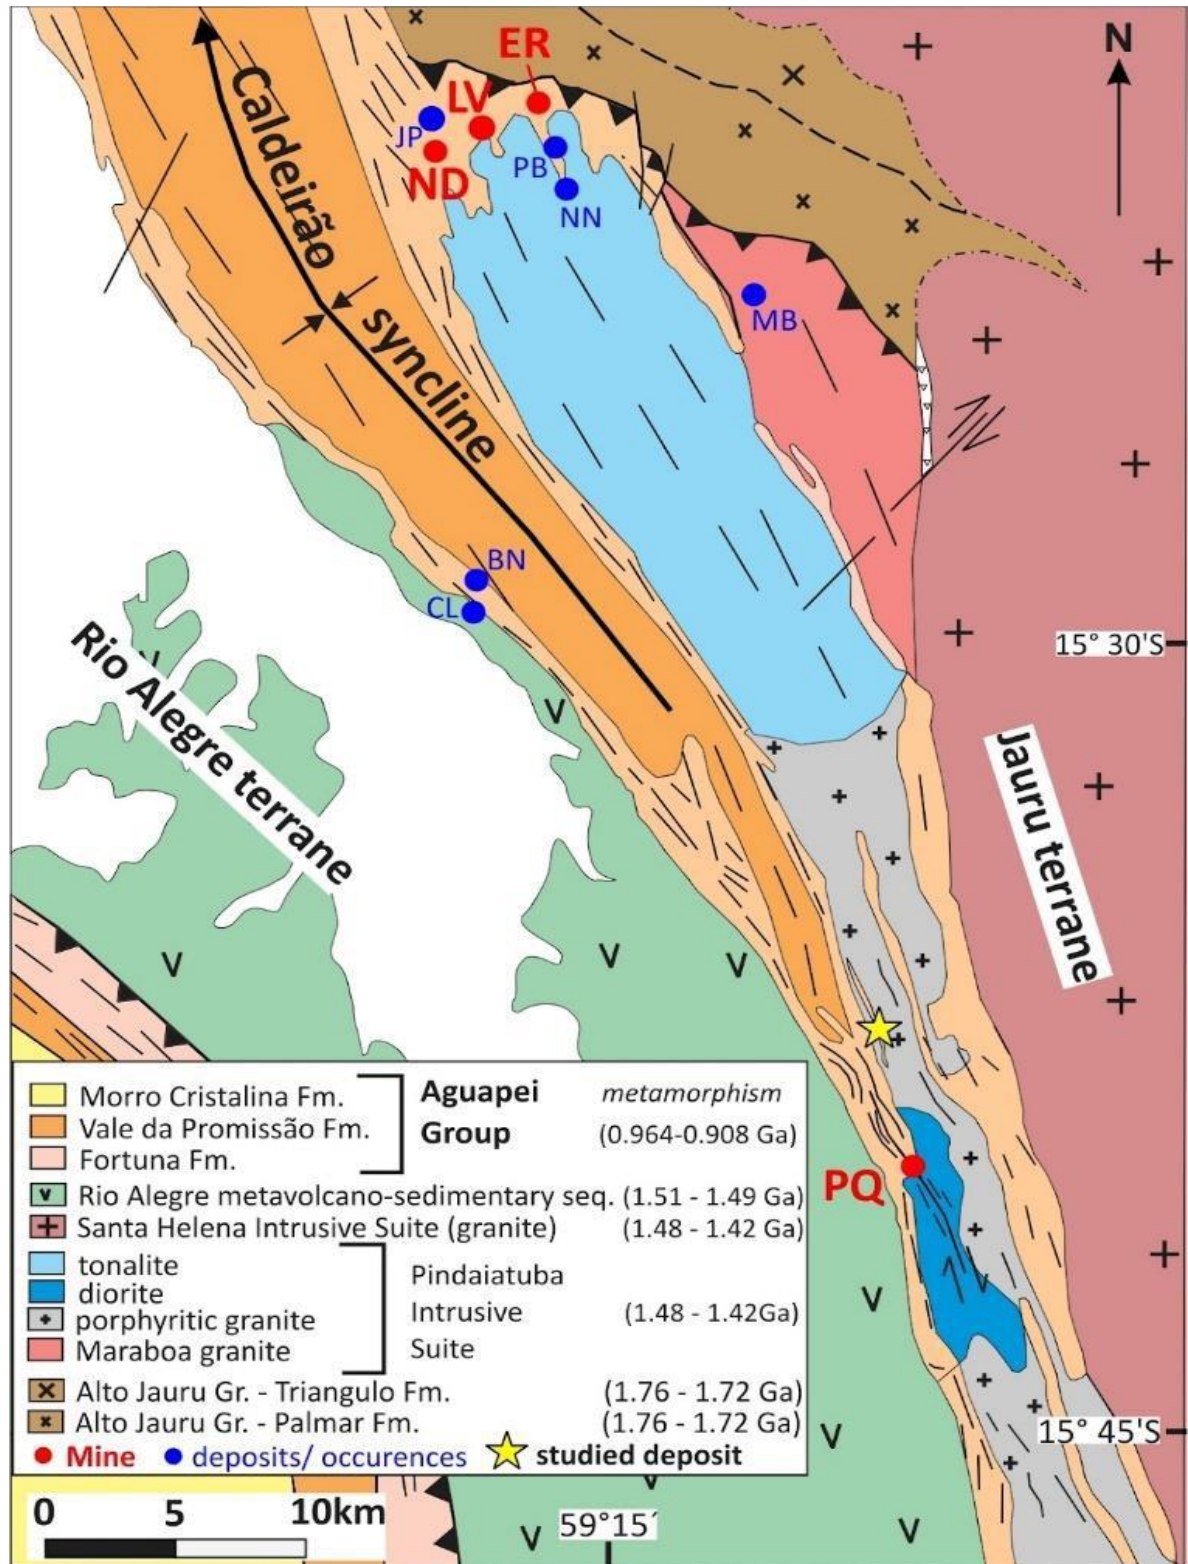 ER
N
LV
JP
PB
ND
NN
Caldeirão
syncline
MB
BN
CL
15° 30'S
Rio Alegre terrane
Jauru terrane
PQ
Morro Cristalina Fm.
Vale da Promissão Fm.
Fortuna Fm.
Aguapei
Group
metamorphism
(0.964-0.908 Ga)
Rio Alegre metavolcano-sedimentary seq. (1.51 - 1.49 Ga)
Santa Helena Intrusive Suite (granite) (1.48 - 1.42 Ga)
tonalite
diorite
porphyritic granite
Maraboa granite
Pindaiatuba
Intrusive
Suite
(1.48 - 1.42Ga)
Alto Jauru Gr. - Triangulo Fm. (1.76 - 1.72 Ga)
Alto Jauru Gr. - Palmar Fm. (1.76 - 1.72 Ga)
Mine deposits/ occurences studied deposit
15° 45'S
0 5 10km
59°15´